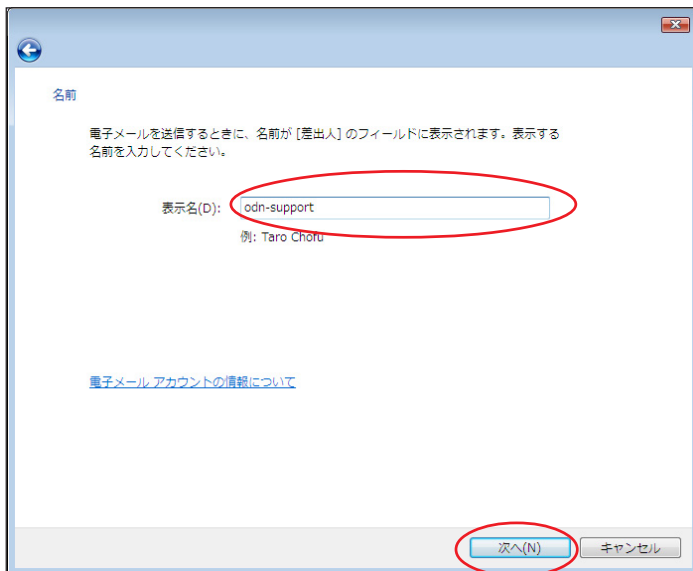 名前
電子メールを送信するときに、名前が [差出人] のフィールドに表示されます。表示する
名前を入力してください。
表示名(D): odn-support
例: Taro Chofu
電子メール アカウントの情報について
次へ(N) キャンセル